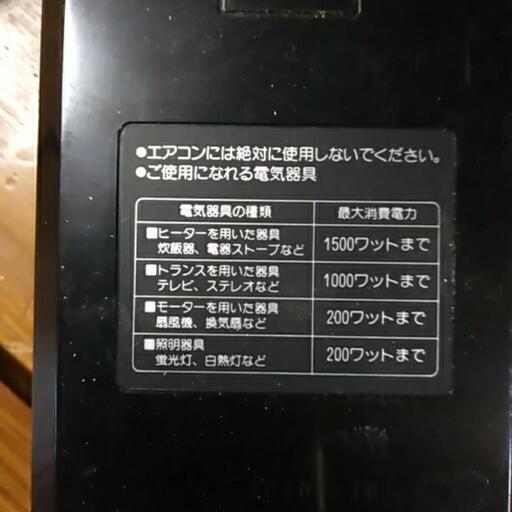 ●エアコンには絶対に使用しないでください。
●ご使用になれる電気器具
電気器具の種類 最大消費電力
■ヒーターを用いた器具
炊飯器、電器ストーブなど 1500ワットまで
■トランスを用いた器具
テレビ、ステレオなど 1000ワットまで
■モーターを用いた器具
扇風機、換気扇など 200ワットまで
■照明器具
蛍光灯、白熱灯など 200ワットまで